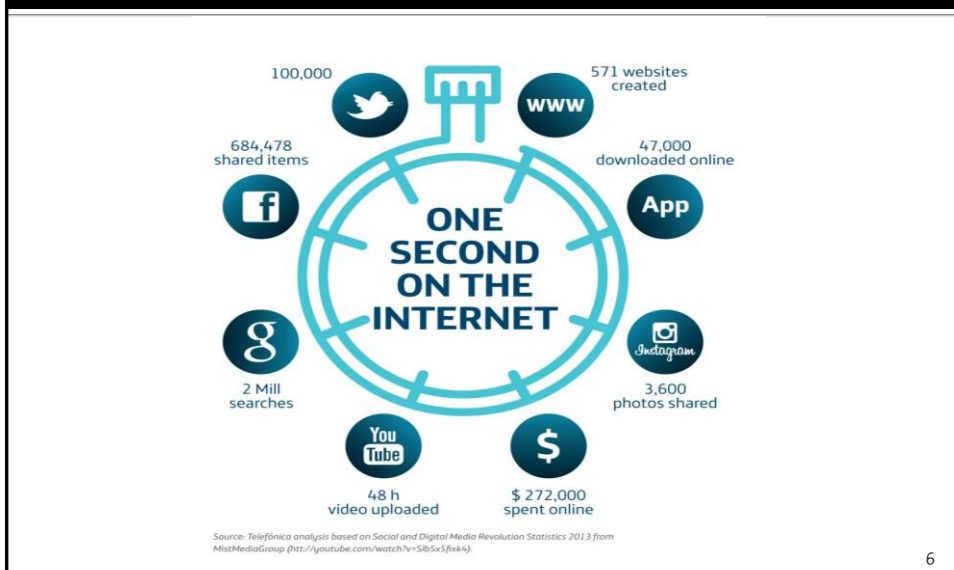 100,000
571 websites
created
www
684,478
shared items
47,000
downloaded online
f
App
ONE
SECOND
ON THE
INTERNET
g
Instagram
2 Mill
searches
3,600
photos shared
You
Tube
$
48 h
video uploaded
$ 272,000
spent online
Source: Telefónica analysis based on Social and Digital Media Revolution Statistics 2013 from
MistMediaGroup (htt://youtube.com/watch?v=Slb5x5fixk4).
6